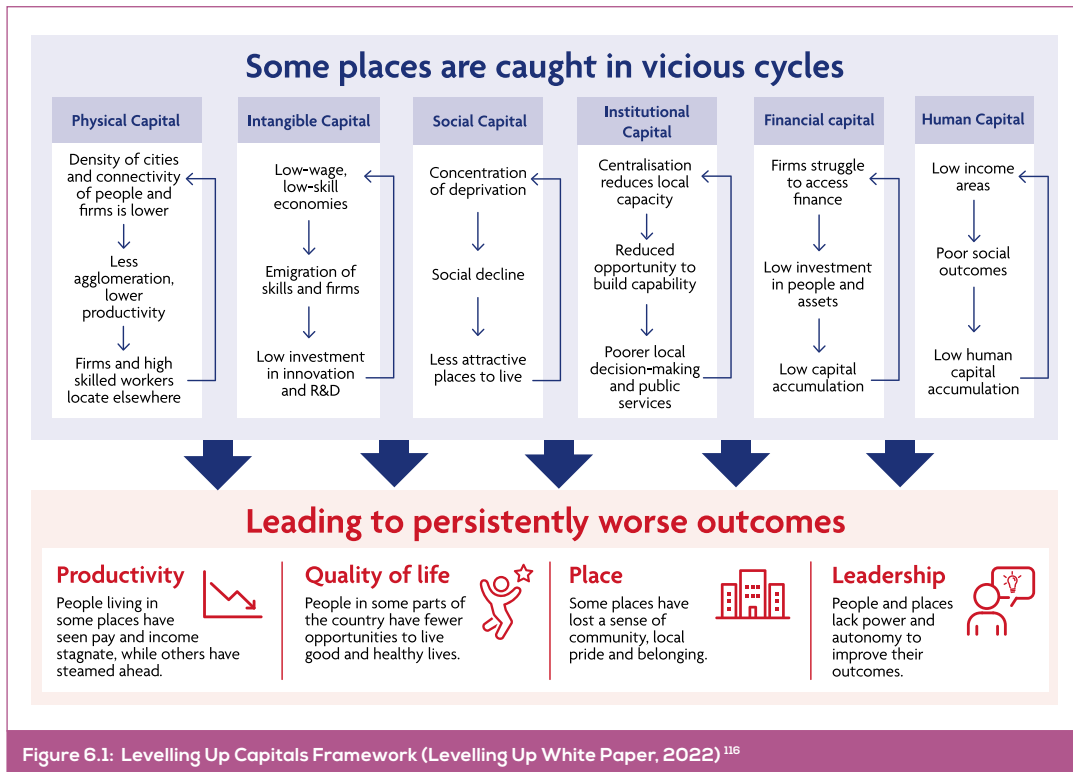 Some places are caught in vicious cycles
Physical Capital
Density of cities
and connectivity
of people and
firms is lower
Less
agglomeration,
lower
productivity
Firms and high
skilled workers
locate elsewhere
Intangible Capital
Low-wage,
low-skill
economies
Emigration of
skills and firms
Low investment
in innovation
and R&D
Social Capital
Concentration
of deprivation
Social decline
Less attractive
places to live
Institutional
Capital
Centralisation
reduces local
capacity
Reduced
opportunity to
build capability
Poorer local
decision-making
and public
services
Financial capital
Firms struggle
to access
finance
Low investment
in people and
assets
Low capital
accumulation
Human Capital
Low income
areas
Poor social
outcomes
Low human
capital
accumulation
Leading to persistently worse outcomes
Productivity
People living in
some places have
seen pay and income
stagnate, while others have
steamed ahead.
Quality of life
People in some parts of
the country have fewer
opportunities to live
good and healthy lives.
Place
Some places have
lost a sense of
community, local
pride and belonging.
Leadership
People and places
lack power and
autonomy to
improve their
outcomes.
Figure 6.1: Levelling Up Capitals Framework (Levelling Up White Paper, 2022) 116